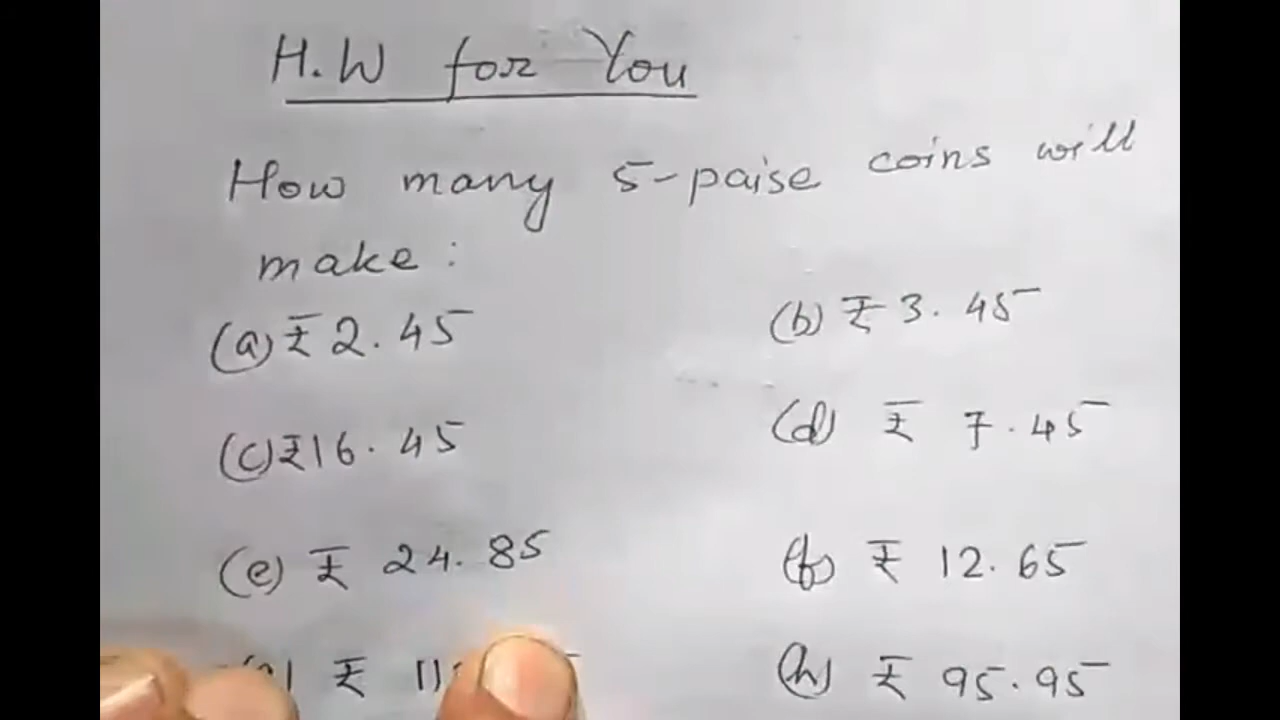 H.W for You
How many 5-paise coins will
make:
(a) ₹ 2.45 (b) ₹ 3.45
(c) ₹16.45 (d) ₹ 7.45
(e) ₹ 24.85 (f) ₹ 12.65
₹ (h) ₹ 95.95